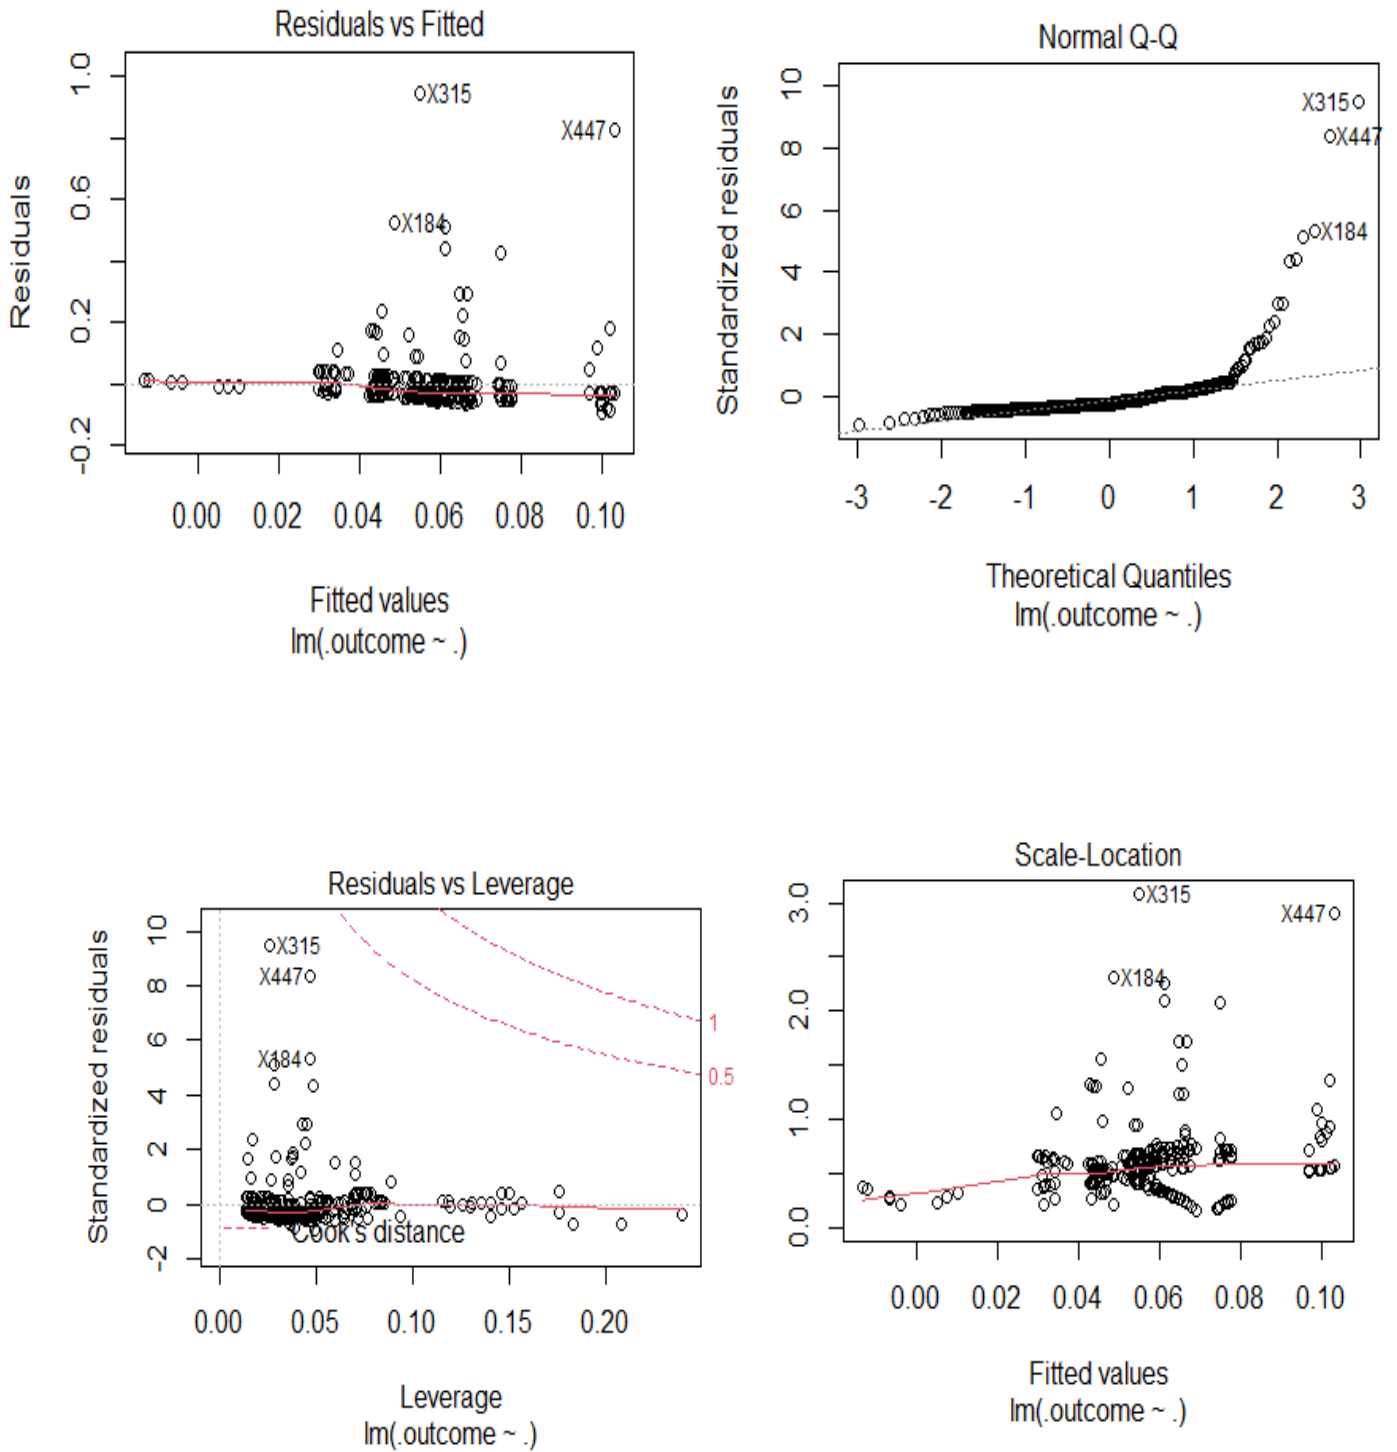 Residuals vs Fitted
Residuals
1.0
0.6
0.2
-0.2
X315
X447
X184
0.00 0.02 0.04 0.06 0.08 0.10
Fitted values
lm(.outcome ~ .)
Normal Q-Q
Standardized residuals
10
8
6
4
2
0
X315
X447
X184
-3 -2 -1 0 1 2 3
Theoretical Quantiles
lm(.outcome ~ .)
Residuals vs Leverage
Standardized residuals
10
8
6
4
2
0
-2
X315
X447
X184
1
0.5
Cook's distance
0.00 0.05 0.10 0.15 0.20
Leverage
lm(.outcome ~ .)
Scale-Location
3.0
2.0
1.0
0.0
X315
X447
X184
0.00 0.02 0.04 0.06 0.08 0.10
Fitted values
lm(.outcome ~ .)